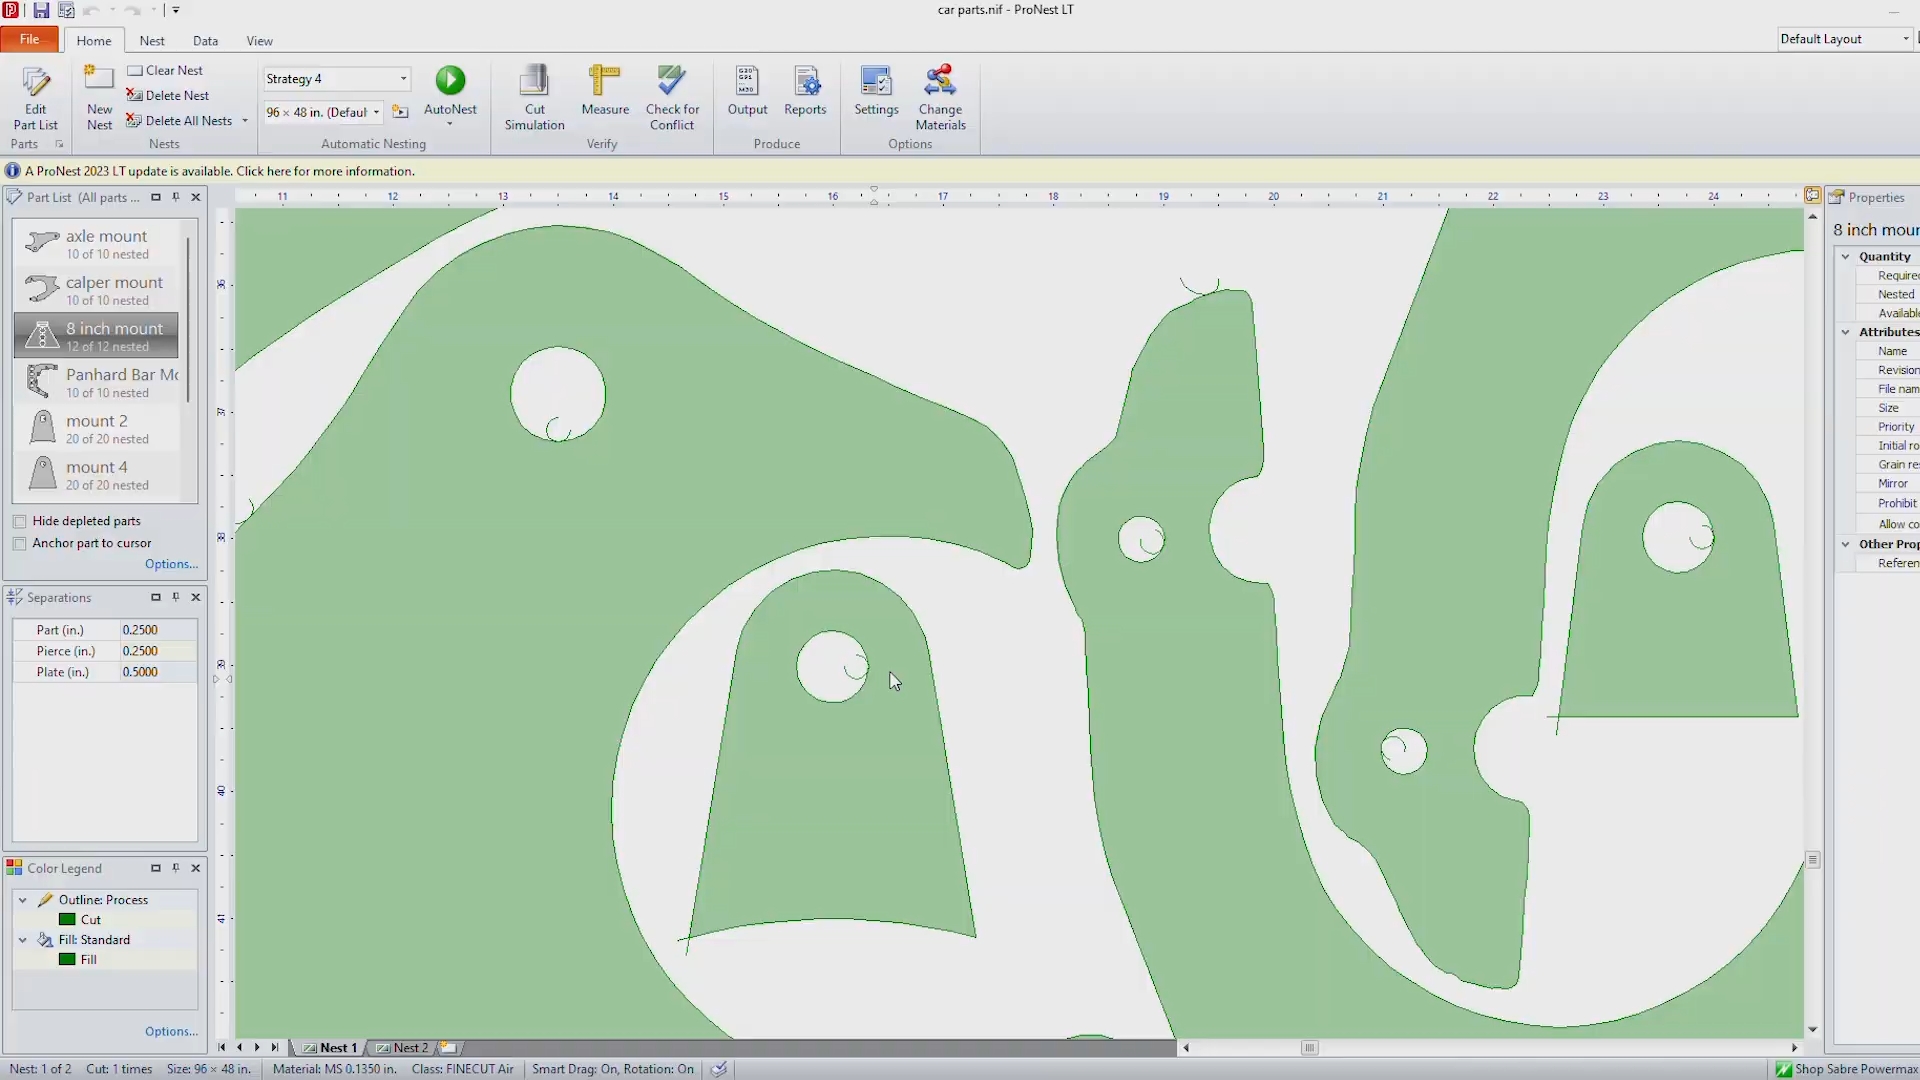 car parts.nif - ProNest LT
File
Home
Nest
Data
View
Default Layout
Edit Part List
New Nest
Clear Nest
Delete Nest
Delete All Nests
Strategy 4
96 × 48 in. (Defaul
AutoNest
Cut Simulation
Measure
Check for Conflict
Output
Reports
Settings
Change Materials
Parts
Nests
Automatic Nesting
Verify
Produce
Options
A ProNest 2023 LT update is available. Click here for more information.
Part List (All parts ...
axle mount
10 of 10 nested
calper mount
10 of 10 nested
8 inch mount
12 of 12 nested
Panhard Bar Mo
10 of 10 nested
mount 2
20 of 20 nested
mount 4
20 of 20 nested
Hide depleted parts
Anchor part to cursor
Options...
Separations
Part (in.) 0.2500
Pierce (in.) 0.2500
Plate (in.) 0.5000
Color Legend
Outline: Process
Cut
Fill: Standard
Fill
Options...
11 12 13 14 15 16 17 18 19 20 21 22 23 24
36
37
38
39
40
41
Properties
8 inch mour
Quantity
Require
Nested
Availab
Attributes
Name
Revision
File nam
Size
Priority
Initial ro
Grain re
Mirror
Prohibit
Allow co
Other Prop
Referen
Nest 1
Nest 2
Nest: 1 of 2
Cut: 1 times
Size: 96 × 48 in.
Material: MS 0.1350 in.
Class: FINECUT Air
Smart Drag: On, Rotation: On
Shop Sabre Powermax